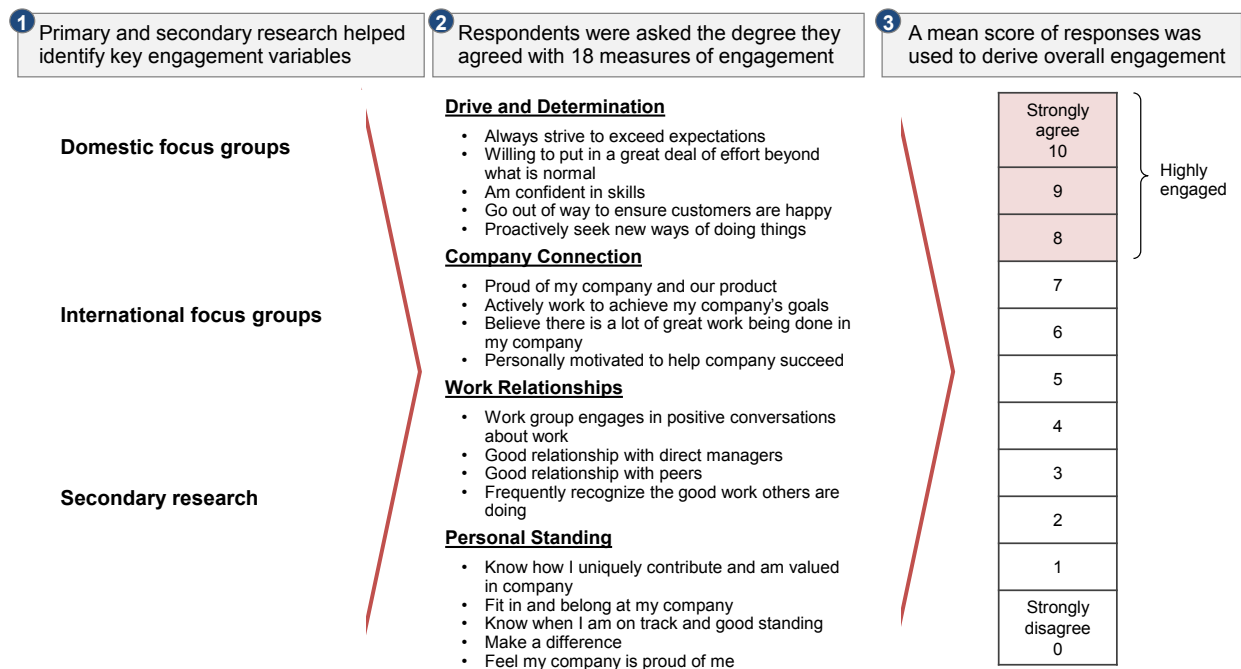 1
Primary and secondary research helped
identify key engagement variables
2
Respondents were asked the degree they
agreed with 18 measures of engagement
3
A mean score of responses was
used to derive overall engagement
Domestic focus groups
International focus groups
Secondary research
Drive and Determination
• Always strive to exceed expectations
• Willing to put in a great deal of effort beyond
what is normal
• Am confident in skills
• Go out of way to ensure customers are happy
• Proactively seek new ways of doing things
Company Connection
• Proud of my company and our product
• Actively work to achieve my company's goals
• Believe there is a lot of great work being done in
my company
• Personally motivated to help company succeed
Work Relationships
• Work group engages in positive conversations
about work
• Good relationship with direct managers
• Good relationship with peers
• Frequently recognize the good work others are
doing
Personal Standing
• Know how I uniquely contribute and am valued
in company
• Fit in and belong at my company
• Know when I am on track and good standing
• Make a difference
• Feel my company is proud of me
Strongly
agree
10
9
8
7
6
5
4
3
2
1
Strongly
disagree
0
Highly
engaged